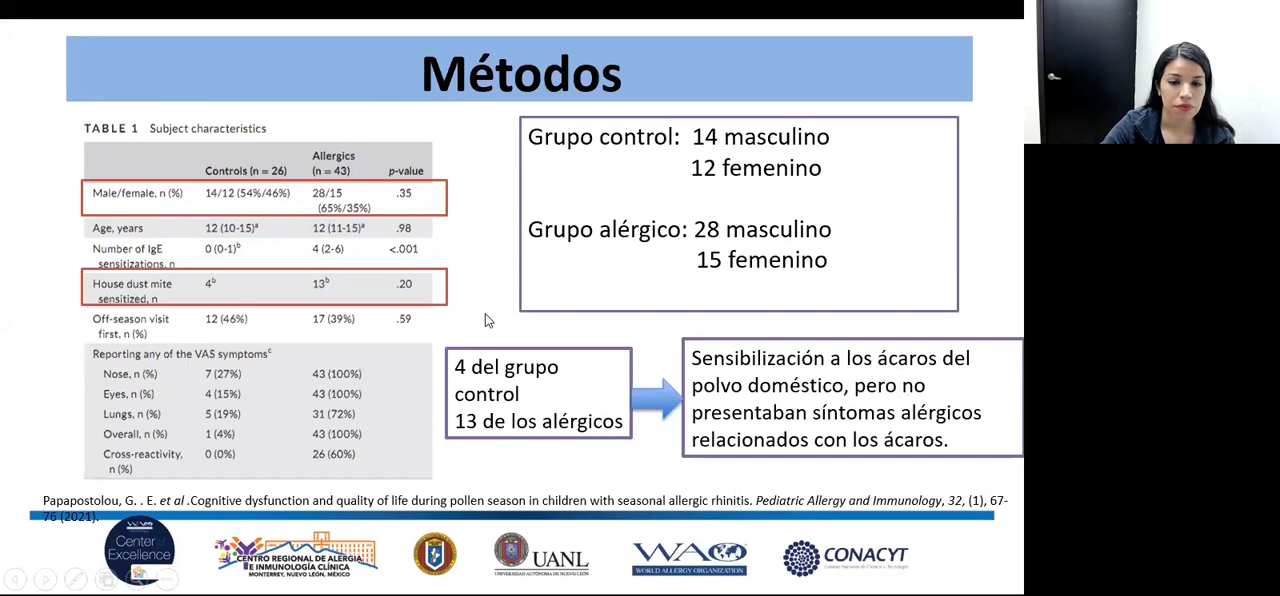 Métodos
TABLE 1 Subject characteristics
Controls (n = 26) Allergics (n = 43) p-value
Male/female, n (%) 14/12 (54%/46%) 28/15 (65%/35%) .35
Age, years 12 (10-15)ᵃ 12 (11-15)ᵃ .98
Number of IgE sensitizations, n 0 (0-1)ᵇ 4 (2-6) <.001
House dust mite sensitized, n 4ᵇ 13ᵇ .20
Off-season visit first, n (%) 12 (46%) 17 (39%) .59
Reporting any of the VAS symptomsᶜ
Nose, n (%) 7 (27%) 43 (100%)
Eyes, n (%) 4 (15%) 43 (100%)
Lungs, n (%) 5 (19%) 31 (72%)
Overall, n (%) 1 (4%) 43 (100%)
Cross-reactivity, n (%) 0 (0%) 26 (60%)
Grupo control: 14 masculino
12 femenino
Grupo alérgico: 28 masculino
15 femenino
4 del grupo
control
13 de los alérgicos
Sensibilización a los ácaros del
polvo doméstico, pero no
presentaban síntomas alérgicos
relacionados con los ácaros.
Papapostolou, G. . E. et al .Cognitive dysfunction and quality of life during pollen season in children with seasonal allergic rhinitis. Pediatric Allergy and Immunology, 32, (1), 67-
76 (2021).
Center of
Excellence
CENTRO REGIONAL DE ALERGIA
E INMUNOLOGÍA CLÍNICA
MONTERREY, NUEVO LEÓN, MÉXICO
UANL
UNIVERSIDAD AUTÓNOMA DE NUEVO LEÓN
WAO
WORLD ALLERGY ORGANIZATION
CONACYT
Consejo Nacional de Ciencia y Tecnología